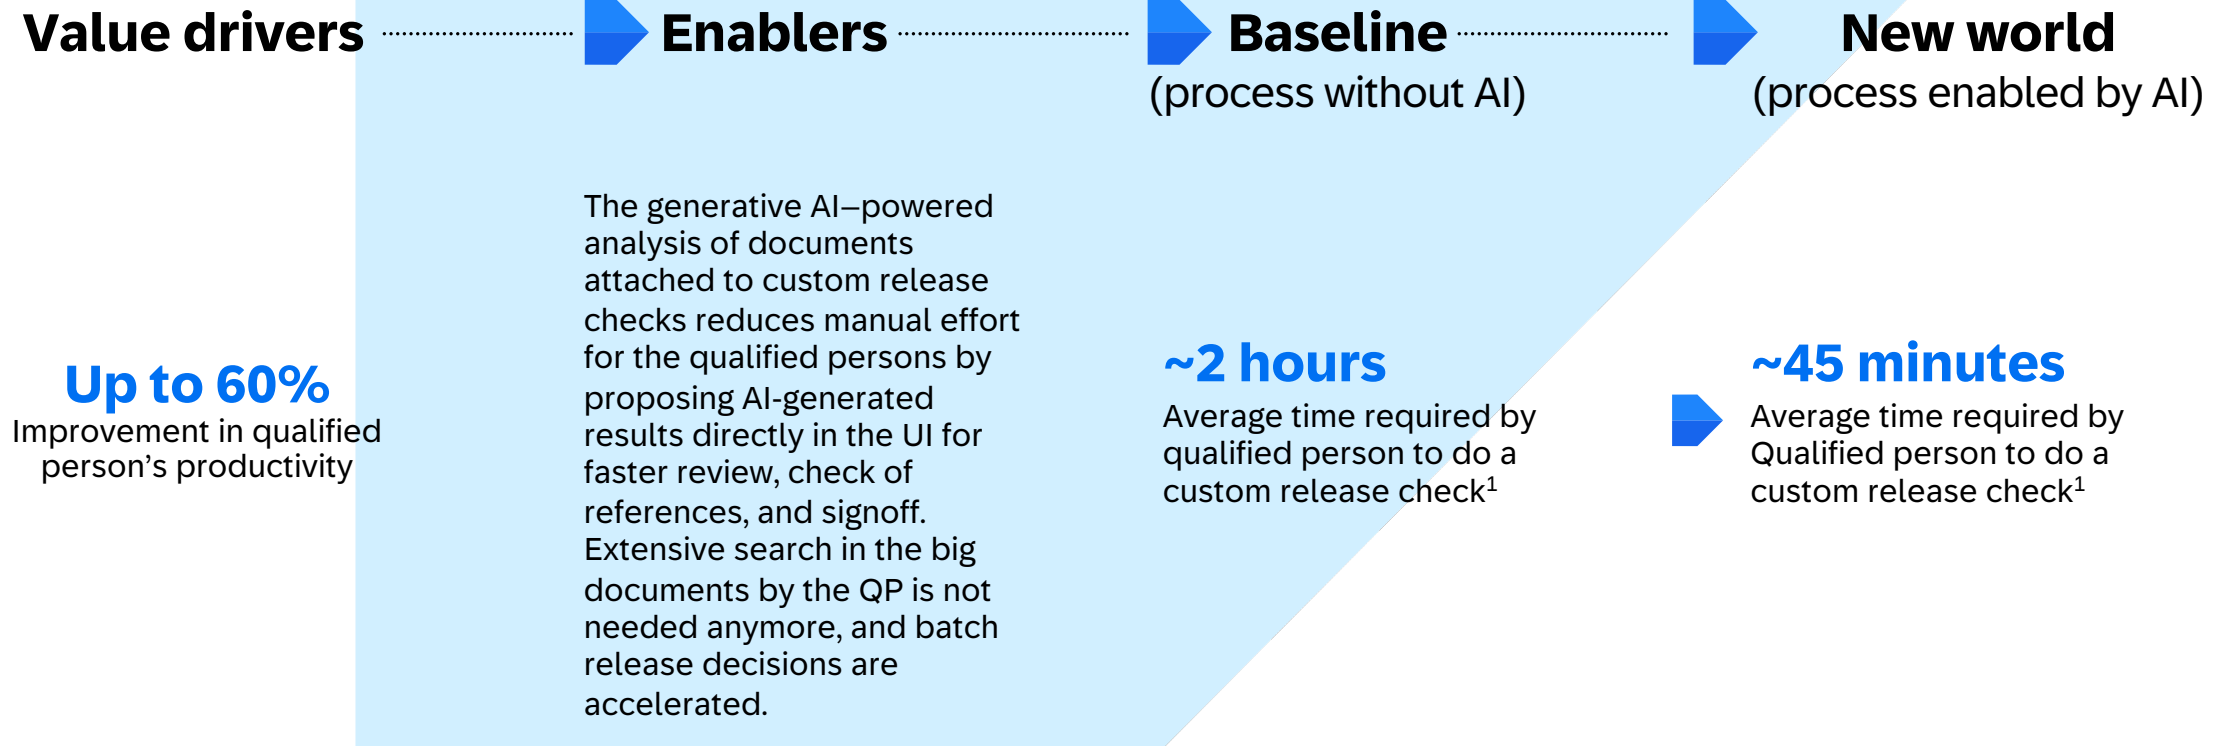 Value drivers
Enablers
Baseline
(process without AI)
New world
(process enabled by AI)
Up to 60%
Improvement in qualified
person’s productivity
The generative AI–powered
analysis of documents
attached to custom release
checks reduces manual effort
for the qualified persons by
proposing AI-generated
results directly in the UI for
faster review, check of
references, and signoff.
Extensive search in the big
documents by the QP is not
needed anymore, and batch
release decisions are
accelerated.
~2 hours
Average time required by
qualified person to do a
custom release check¹
~45 minutes
Average time required by
Qualified person to do a
custom release check¹